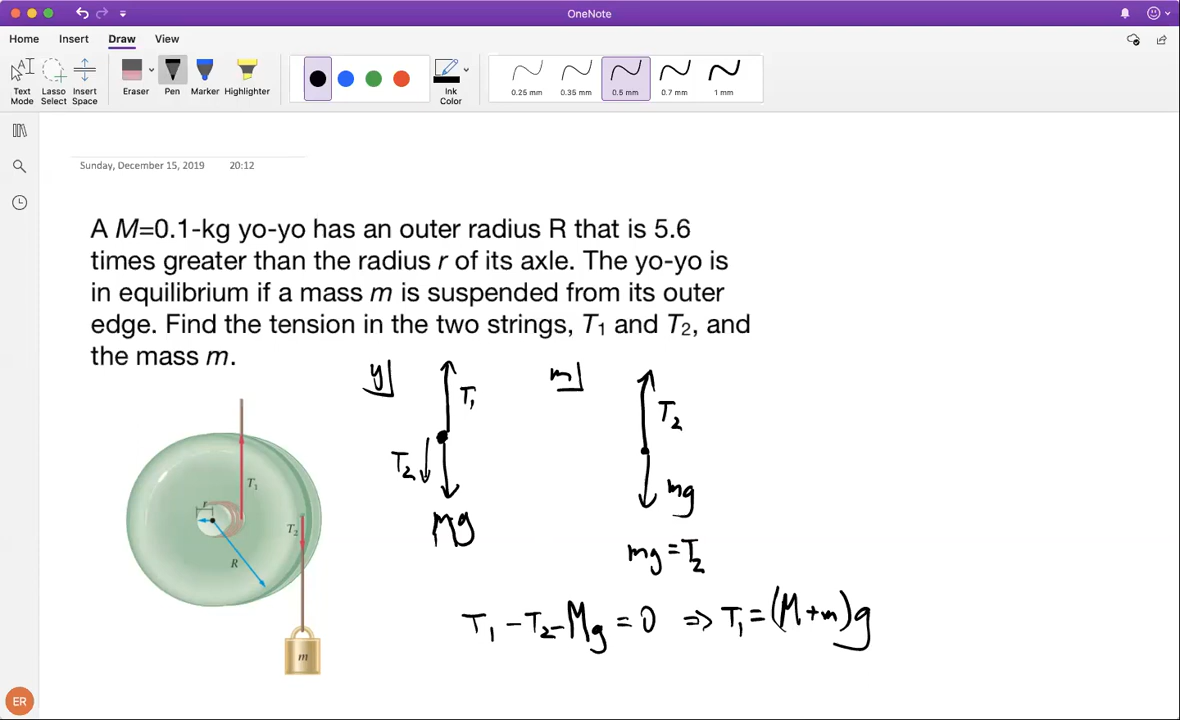 OneNote
Home Insert Draw View
Text Mode Lasso Select Insert Space Eraser Pen Marker Highlighter Ink Color 0.25 mm 0.35 mm 0.5 mm 0.7 mm 1 mm
Sunday, December 15, 2019 20:12
A M=0.1-kg yo-yo has an outer radius R that is 5.6
times greater than the radius r of its axle. The yo-yo is
in equilibrium if a mass m is suspended from its outer
edge. Find the tension in the two strings, T1 and T2, and
the mass m.
y] T1 m] T2
T2
Mg mg
mg = T2
T1 - T2 - Mg = 0 ⇒ T1 = (M+m)g
T1
r
T2
R
m
ER